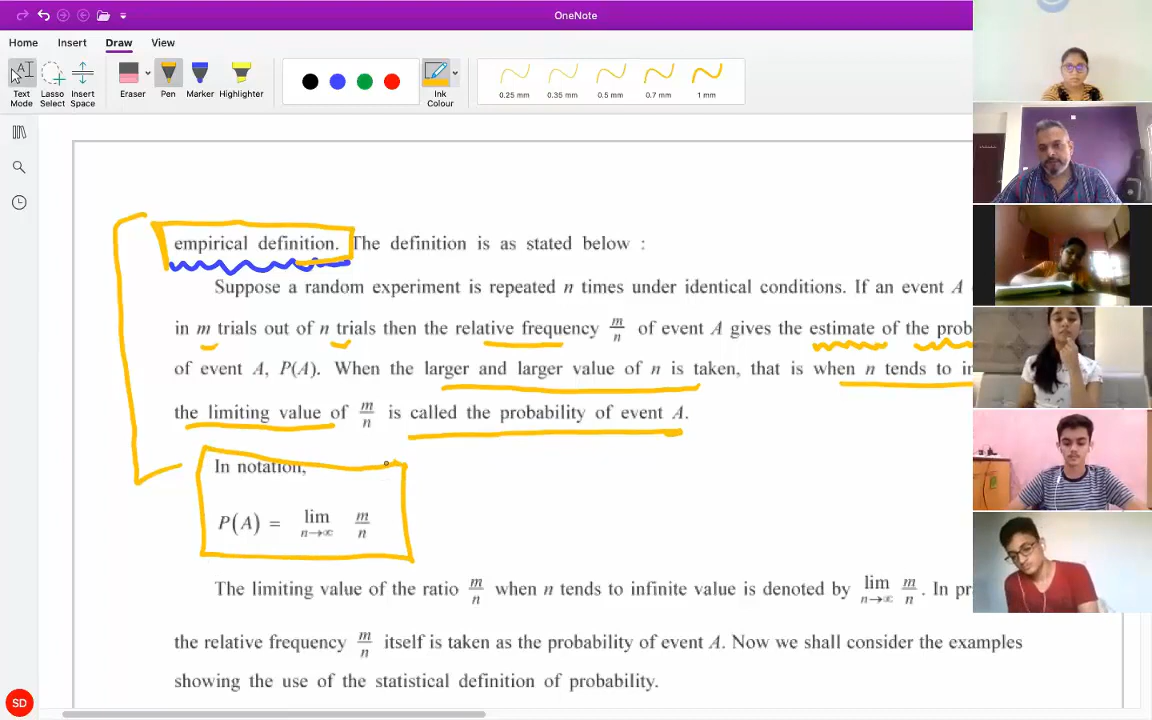 OneNote
Home Insert Draw View
Text Mode
Lasso Select
Insert Space
Eraser
Pen
Marker
Highlighter
Ink Colour
0.25 mm 0.35 mm 0.5 mm 0.7 mm 1 mm
empirical definition. The definition is as stated below :
Suppose a random experiment is repeated n times under identical conditions. If an event A
in m trials out of n trials then the relative frequency m/n of event A gives the estimate of the prob
of event A, P(A). When the larger and larger value of n is taken, that is when n tends to in
the limiting value of m/n is called the probability of event A.
In notation,
P(A) = lim n→∞ m/n
The limiting value of the ratio m/n when n tends to infinite value is denoted by lim n→∞ m/n. In pr
the relative frequency m/n itself is taken as the probability of event A. Now we shall consider the examples
showing the use of the statistical definition of probability.
SD